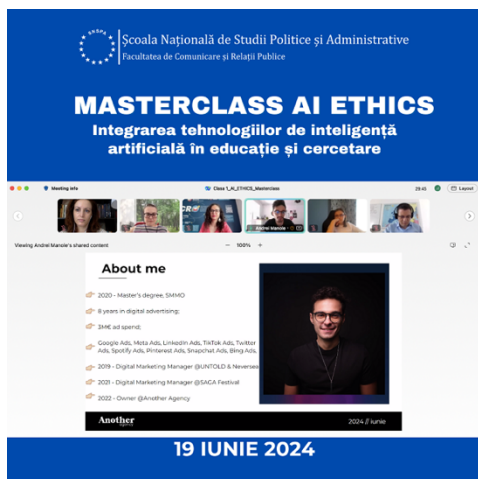 SNSPA
Școala Națională de Studii Politice și Administrative
Facultatea de Comunicare și Relații Publice
MASTERCLASS AI ETHICS
Integrarea tehnologiilor de inteligență
artificială în educație și cercetare
Meeting info
Class 1_AI_ETHICS_Masterclass
Layout
Andrei Manole
Viewing Andrei Manole's shared content
100%
About me
2020 - Master's degree, SMMO
8 years in digital advertising;
3M€ ad spend;
Google Ads, Meta Ads, LinkedIn Ads, TikTok Ads, Twitter
Ads, Spotify Ads, Pinterest Ads, Snapchat Ads, Bing Ads,
2019 - Digital Marketing Manager @UNTOLD & Neversea
2021 - Digital Marketing Manager @SAGA Festival
2022 - Owner @Another Agency
Another
Agency
2024 // Iunie
19 IUNIE 2024